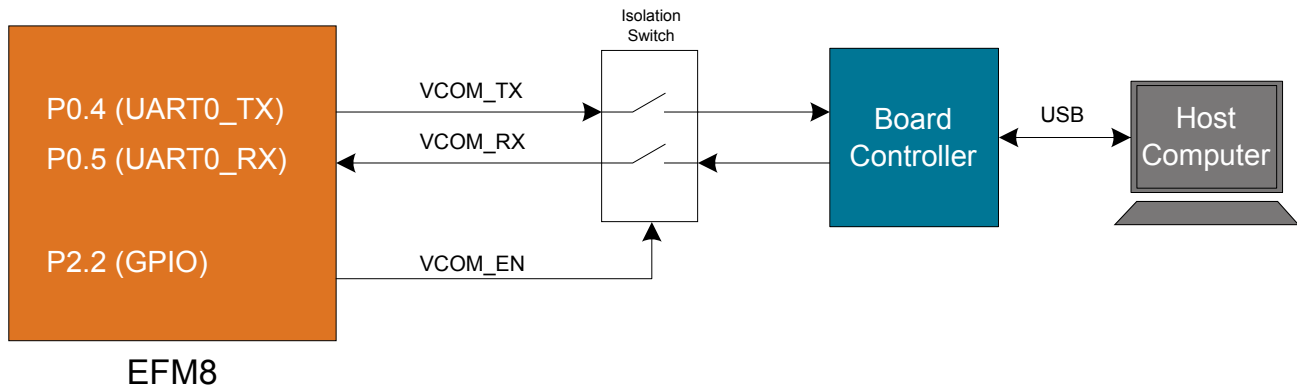 Isolation
Switch
P0.4 (UART0_TX)
VCOM_TX
P0.5 (UART0_RX)
VCOM_RX
Board
Controller
USB
Host
Computer
P2.2 (GPIO)
VCOM_EN
EFM8